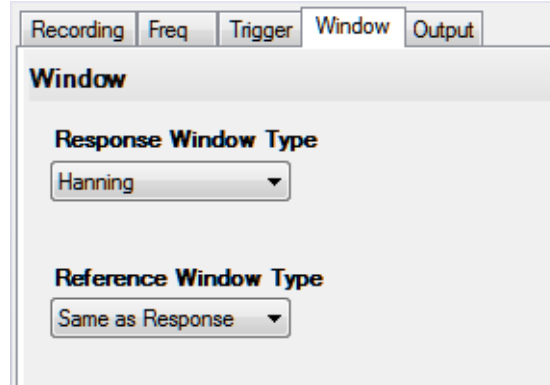 Recording Freq Trigger Window Output
Window
Response Window Type
Hanning
Reference Window Type
Same as Response